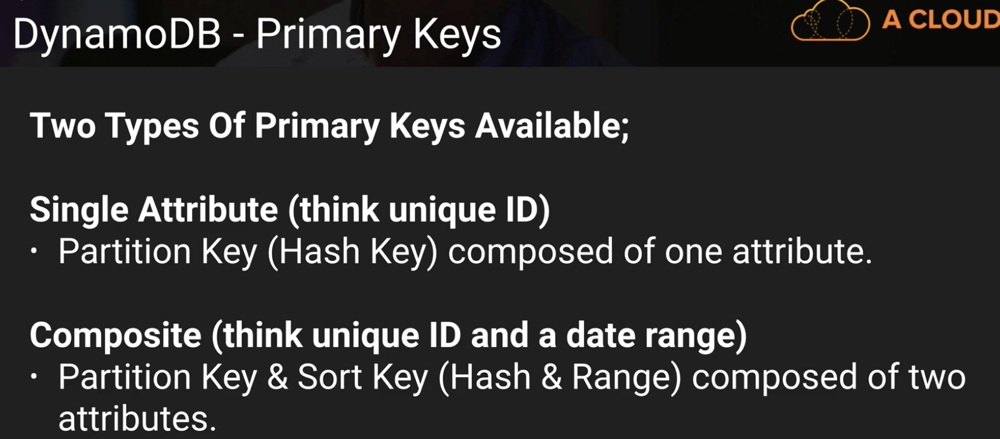 DynamoDB - Primary Keys
A CLOUD
Two Types Of Primary Keys Available;
Single Attribute (think unique ID)
· Partition Key (Hash Key) composed of one attribute.
Composite (think unique ID and a date range)
· Partition Key & Sort Key (Hash & Range) composed of two
attributes.